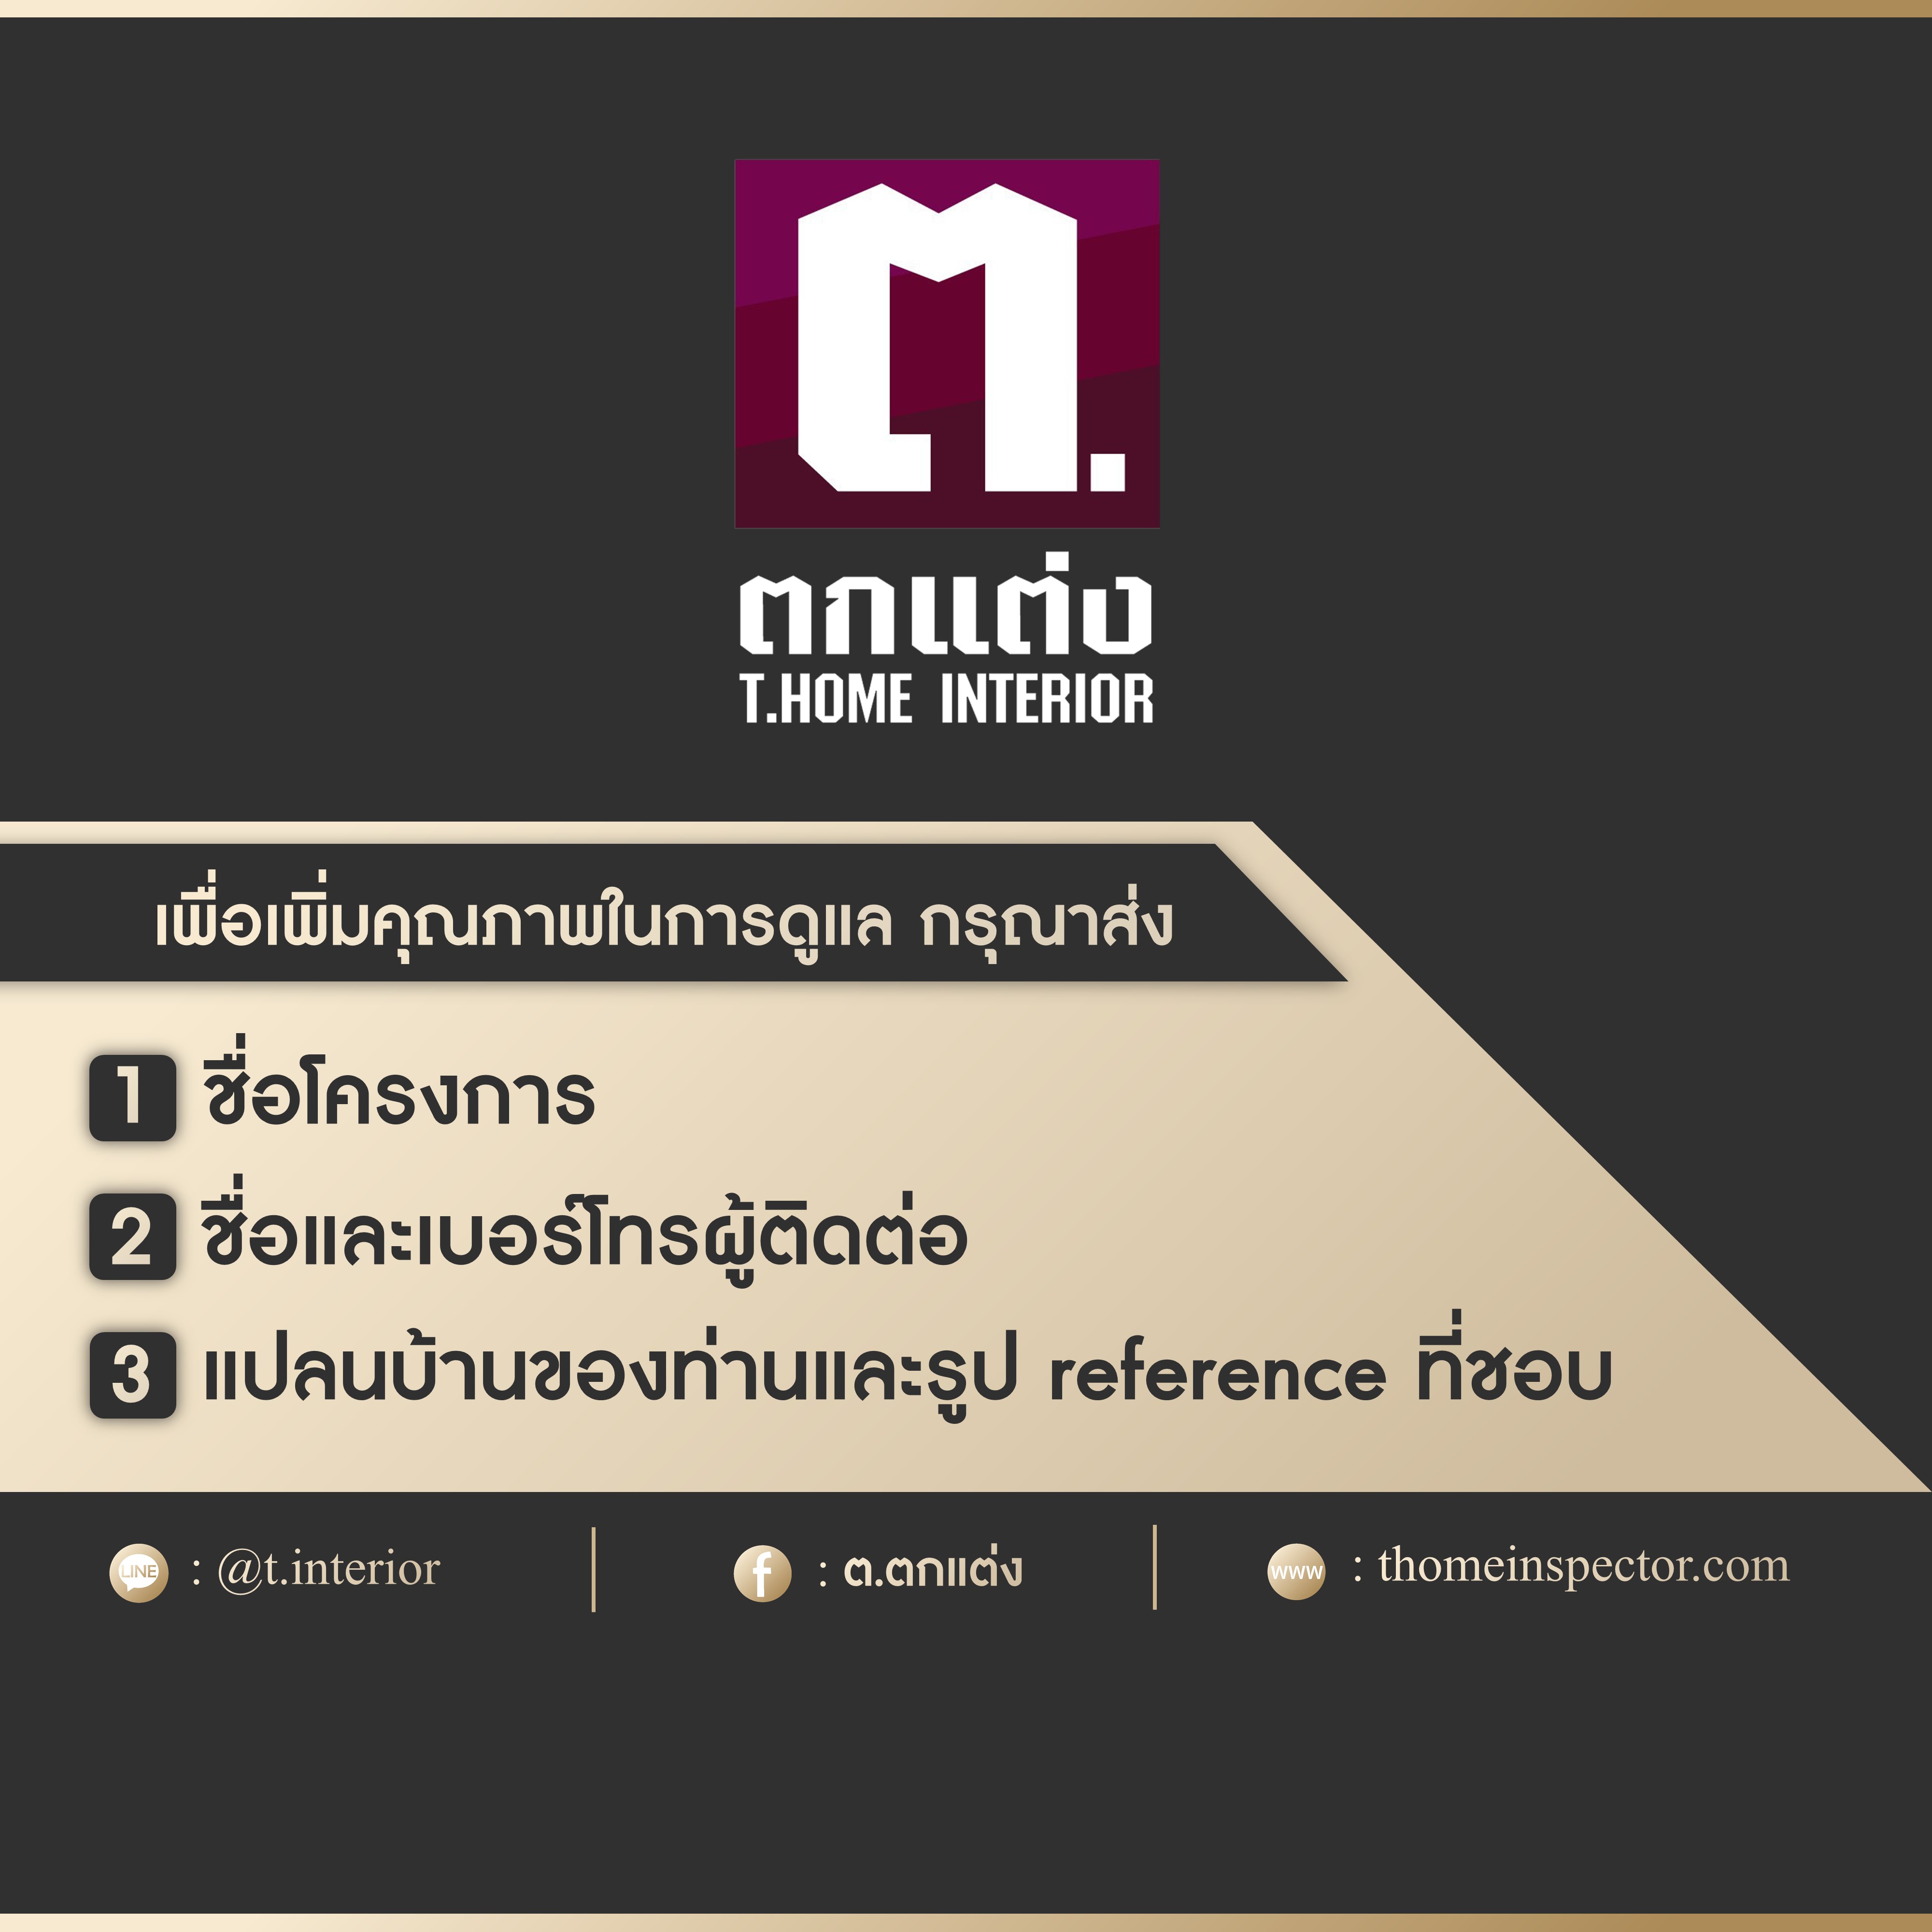 ต.
ตกแต่ง
T.HOME INTERIOR
เพื่อเพิ่มคุณภาพในการดูแล กรุณาส่ง
1 ชื่อโครงการ
2 ชื่อและเบอร์โทรผู้ติดต่อ
3 แปลนบ้านของท่านและรูป reference ที่ชอบ
LINE : @t.interior
f : ต.ตกแต่ง
www : thomeinspector.com